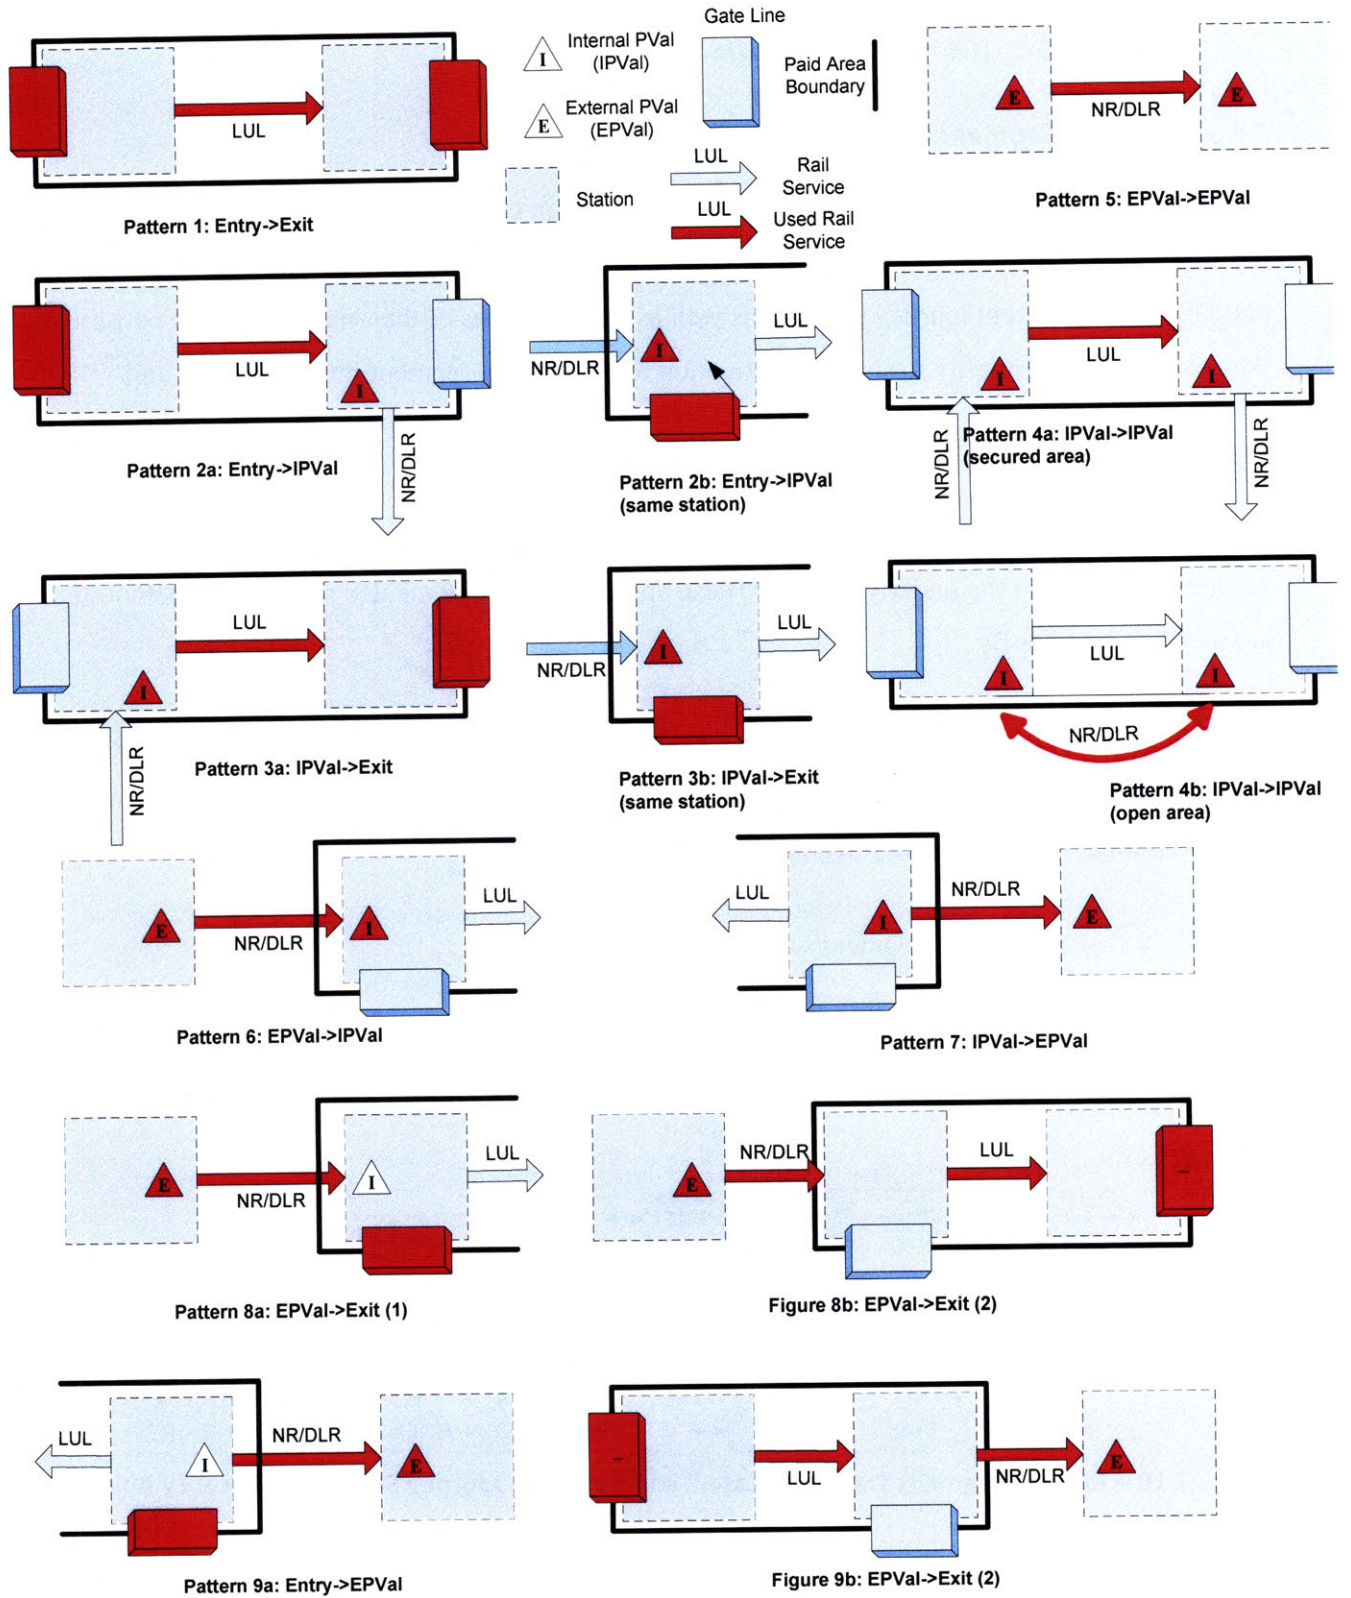 Gate Line
Internal PVal
(IPVal)
I
External PVal
(EPVal)
E
Paid Area
Boundary
Station
LUL
Rail
Service
LUL
Used Rail
Service
LUL
Pattern 1: Entry->Exit
E
NR/DLR
E
Pattern 5: EPVal->EPVal
LUL
I
NR/DLR
Pattern 2a: Entry->IPVal
NR/DLR
I
LUL
Pattern 2b: Entry->IPVal
(same station)
I
LUL
I
NR/DLR
NR/DLR
Pattern 4a: IPVal->IPVal
(secured area)
LUL
I
NR/DLR
Pattern 3a: IPVal->Exit
NR/DLR
I
LUL
Pattern 3b: IPVal->Exit
(same station)
I
LUL
I
NR/DLR
Pattern 4b: IPVal->IPVal
(open area)
E
NR/DLR
I
LUL
Pattern 6: EPVal->IPVal
LUL
I
NR/DLR
E
Pattern 7: IPVal->EPVal
E
NR/DLR
I
LUL
Pattern 8a: EPVal->Exit (1)
E
NR/DLR
LUL
Figure 8b: EPVal->Exit (2)
LUL
I
NR/DLR
E
Pattern 9a: Entry->EPVal
LUL
NR/DLR
E
Figure 9b: EPVal->Exit (2)